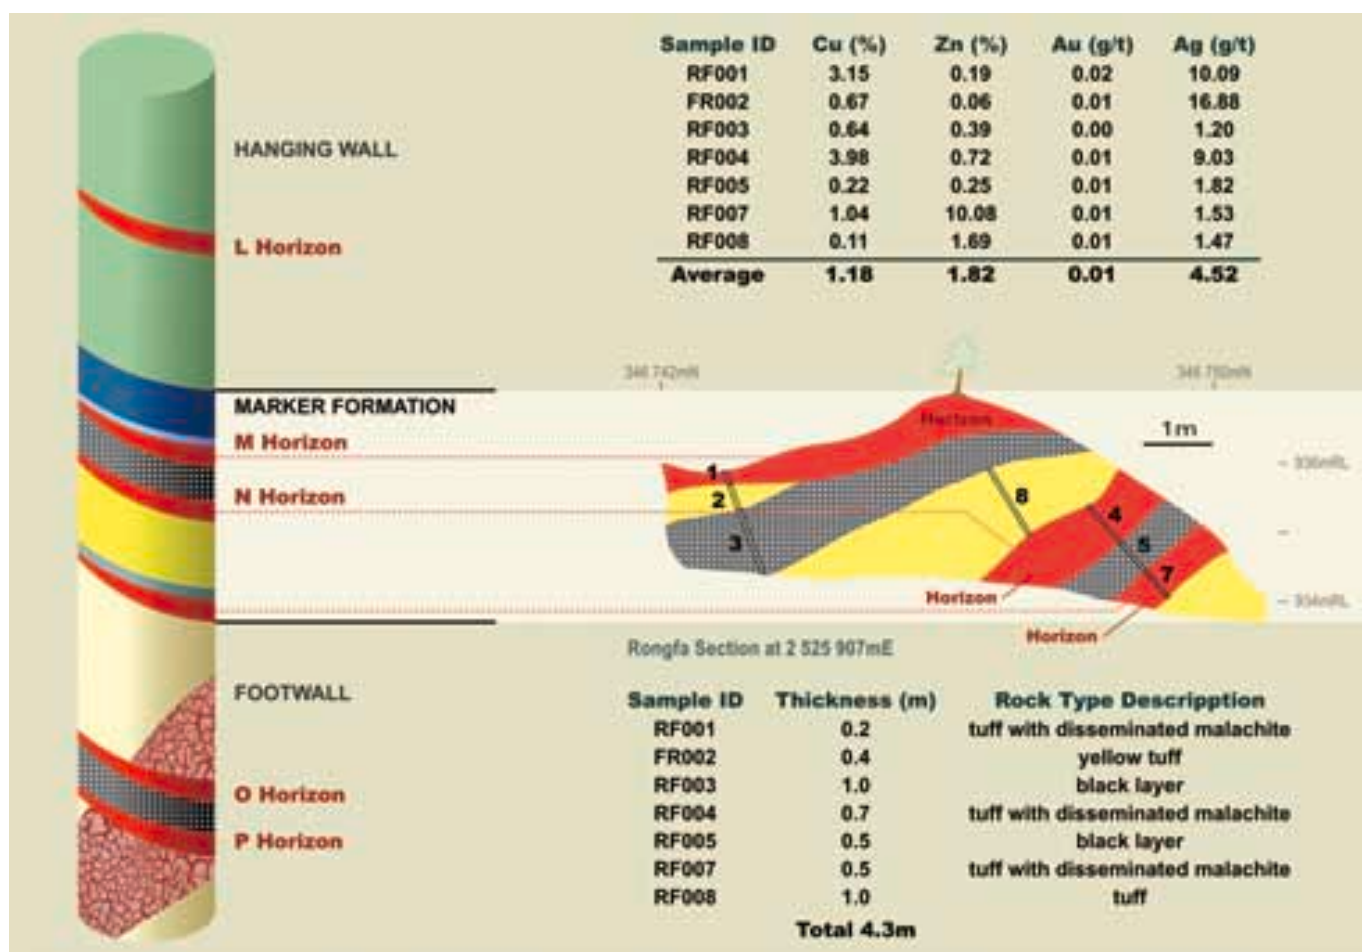 Sample ID Cu (%) Zn (%) Au (g/t) Ag (g/t)
RF001 3.15 0.19 0.02 10.09
FR002 0.67 0.06 0.01 16.88
RF003 0.64 0.39 0.00 1.20
RF004 3.98 0.72 0.01 9.03
RF005 0.22 0.25 0.01 1.82
RF007 1.04 10.08 0.01 1.53
RF008 0.11 1.69 0.01 1.47
Average 1.18 1.82 0.01 4.52
HANGING WALL
L Horizon
346 742mN
MARKER FORMATION
M Horizon
N Horizon
Horizon
1m
1
2
3
8
4
5
7
Horizon
Horizon
Rongfa Section at 2 525 907mE
FOOTWALL
O Horizon
P Horizon
Sample ID Thickness (m) Rock Type Descripption
RF001 0.2 tuff with disseminated malachite
FR002 0.4 yellow tuff
RF003 1.0 black layer
RF004 0.7 tuff with disseminated malachite
RF005 0.5 black layer
RF007 0.5 tuff with disseminated malachite
RF008 1.0 tuff
Total 4.3m